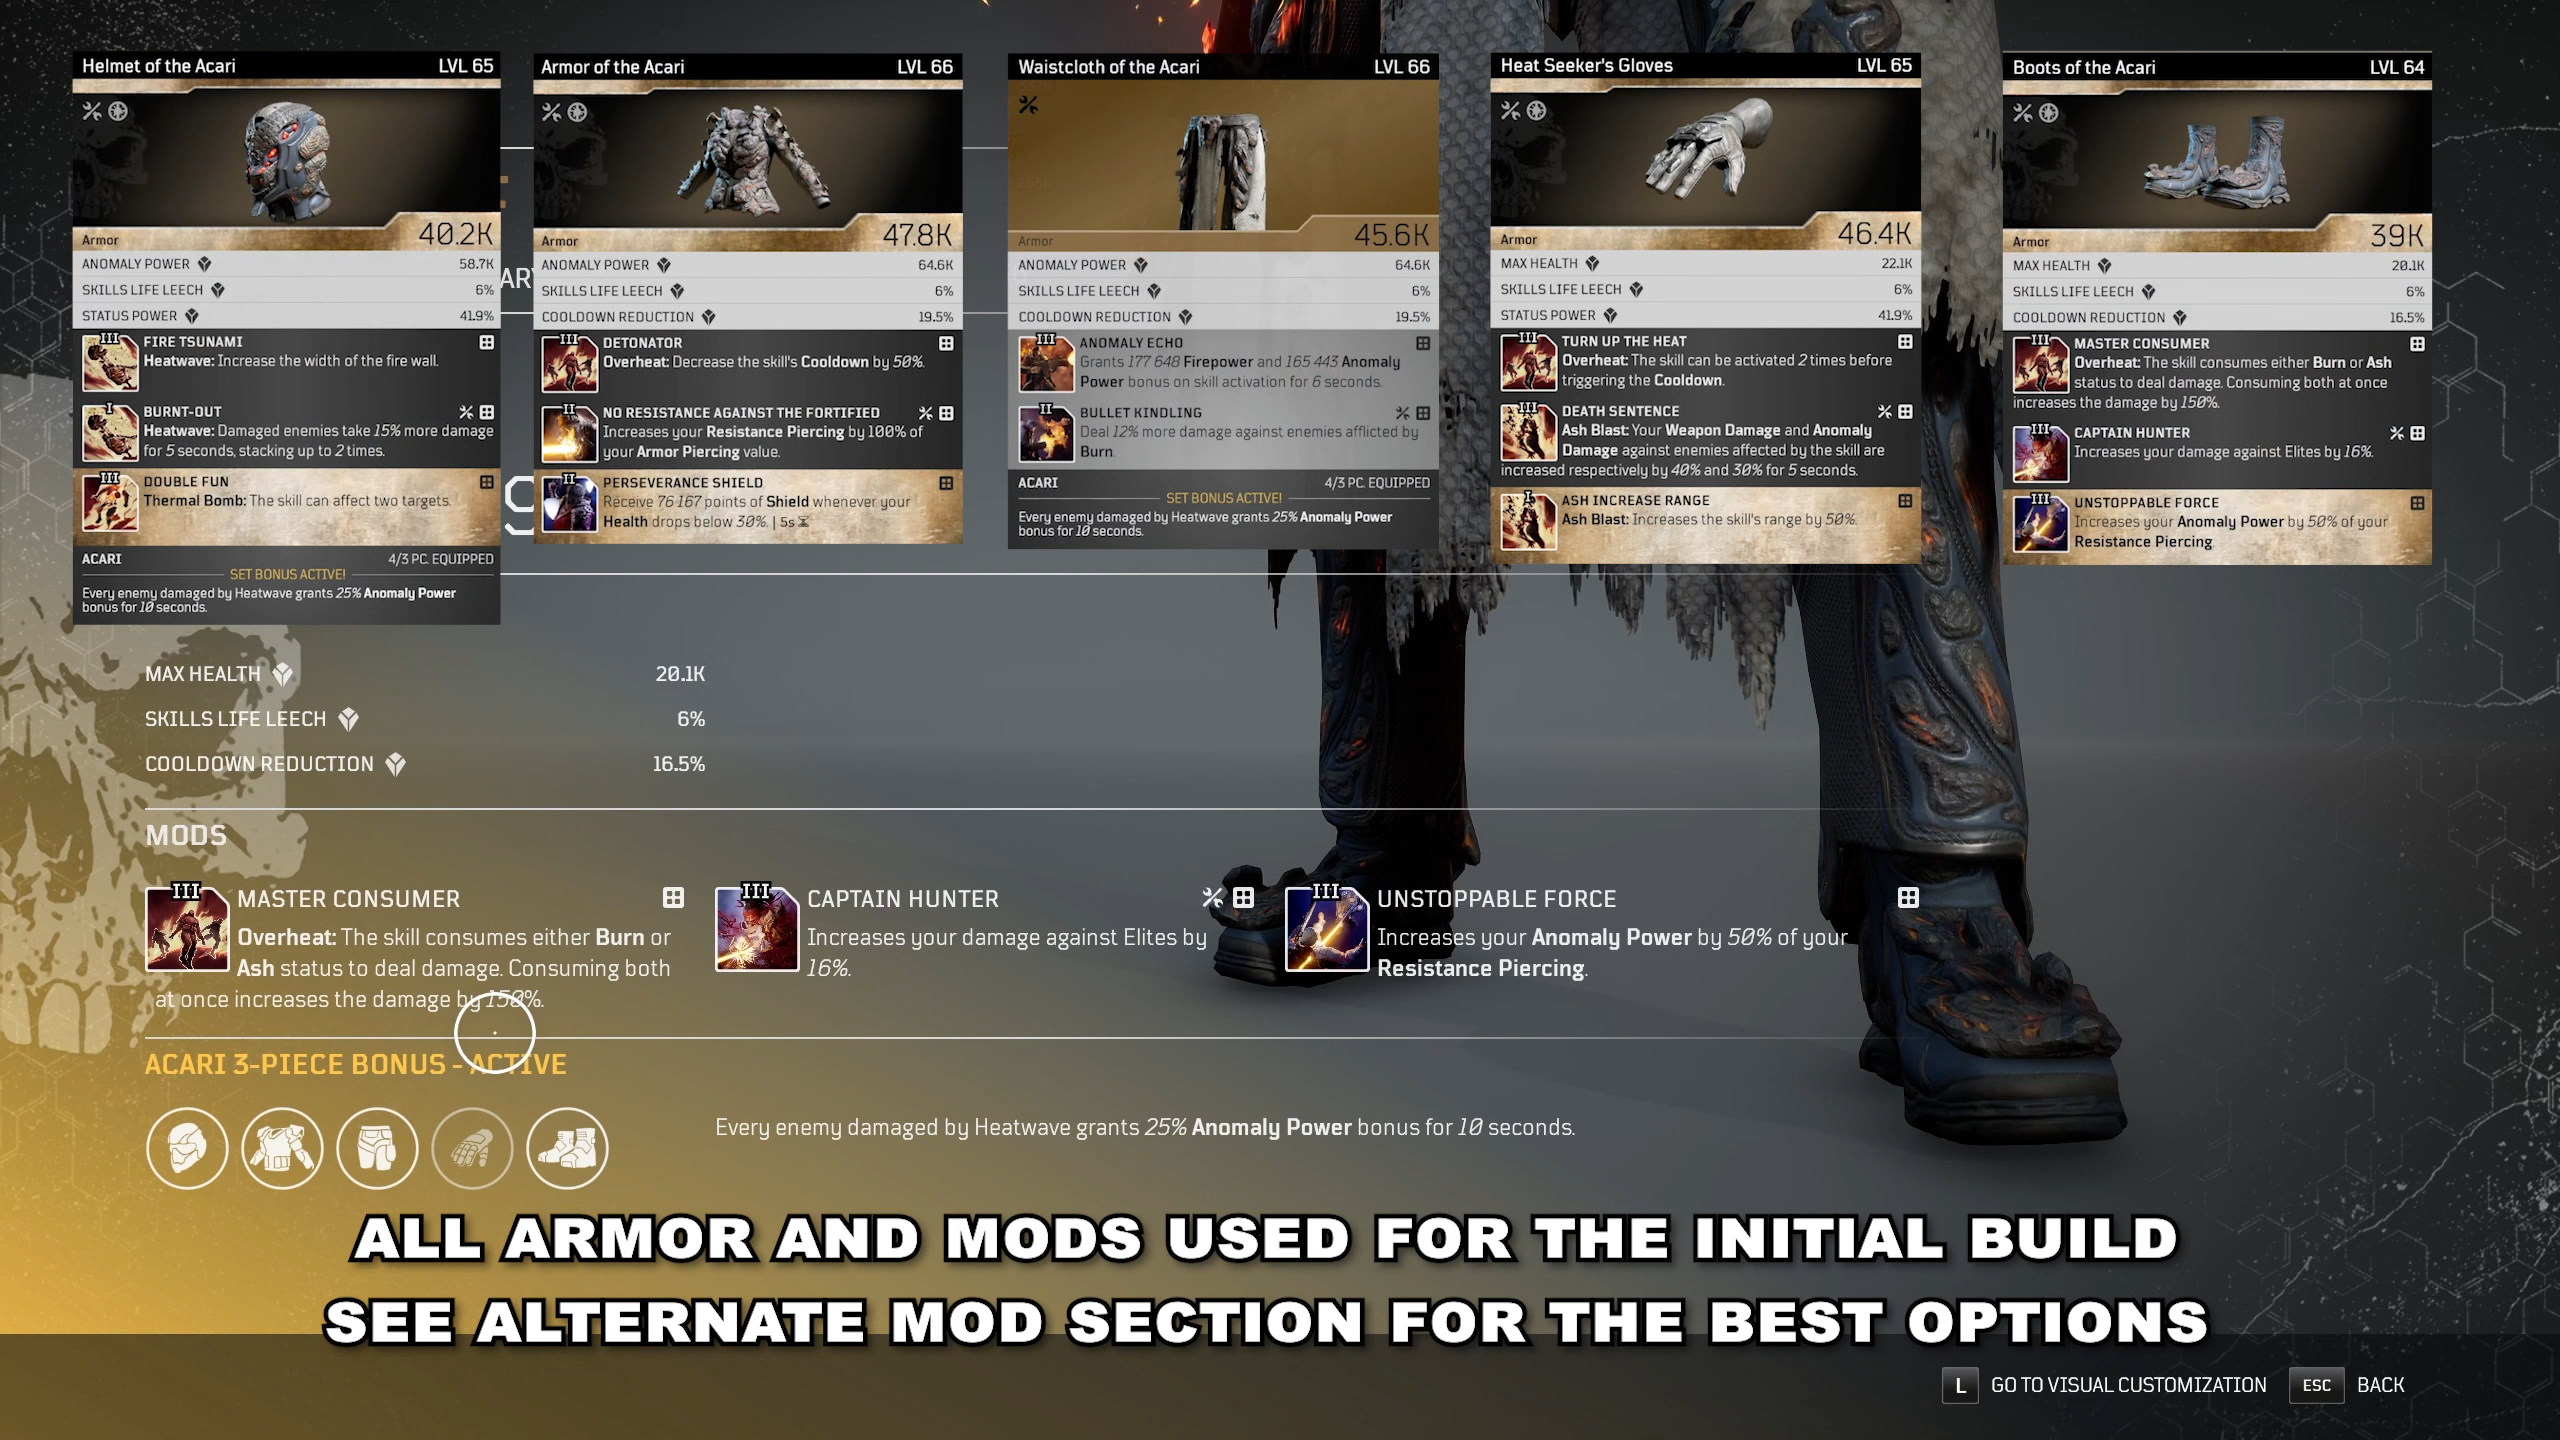 Helmet of the Acari LVL 65
Armor 40.2K
ANOMALY POWER 58.7K
SKILLS LIFE LEECH 6%
STATUS POWER 41.9%
III
FIRE TSUNAMI
Heatwave: Increase the width of the fire wall.
I
BURNT-OUT
Heatwave: Damaged enemies take 15% more damage
for 5 seconds, stacking up to 2 times.
III
DOUBLE FUN
Thermal Bomb: The skill can affect two targets.
ACARI 4/3 PC. EQUIPPED
SET BONUS ACTIVE!
Every enemy damaged by Heatwave grants 25% Anomaly Power
bonus for 10 seconds.
Armor of the Acari LVL 66
Armor 47.8K
ANOMALY POWER 64.6K
SKILLS LIFE LEECH 6%
COOLDOWN REDUCTION 19.5%
III
DETONATOR
Overheat: Decrease the skill's Cooldown by 50%.
II
NO RESISTANCE AGAINST THE FORTIFIED
Increases your Resistance Piercing by 100% of
your Armor Piercing value.
II
PERSEVERANCE SHIELD
Receive 76 167 points of Shield whenever your
Health drops below 30%. | 5s
Waistcloth of the Acari LVL 66
Armor 45.6K
ANOMALY POWER 64.6K
SKILLS LIFE LEECH 6%
COOLDOWN REDUCTION 19.5%
III
ANOMALY ECHO
Grants 177 648 Firepower and 165 443 Anomaly
Power bonus on skill activation for 6 seconds.
II
BULLET KINDLING
Deal 12% more damage against enemies afflicted by
Burn.
ACARI 4/3 PC. EQUIPPED
SET BONUS ACTIVE!
Every enemy damaged by Heatwave grants 25% Anomaly Power
bonus for 10 seconds.
Heat Seeker's Gloves LVL 65
Armor 46.4K
MAX HEALTH 22.1K
SKILLS LIFE LEECH 6%
STATUS POWER 41.9%
III
TURN UP THE HEAT
Overheat: The skill can be activated 2 times before
triggering the Cooldown.
III
DEATH SENTENCE
Ash Blast: Your Weapon Damage and Anomaly
Damage against enemies affected by the skill are
increased respectively by 40% and 30% for 5 seconds.
I
ASH INCREASE RANGE
Ash Blast: Increases the skill's range by 50%.
Boots of the Acari LVL 64
Armor 39K
MAX HEALTH 20.1K
SKILLS LIFE LEECH 6%
COOLDOWN REDUCTION 16.5%
III
MASTER CONSUMER
Overheat: The skill consumes either Burn or Ash
status to deal damage. Consuming both at once
increases the damage by 150%.
III
CAPTAIN HUNTER
Increases your damage against Elites by 16%.
III
UNSTOPPABLE FORCE
Increases your Anomaly Power by 50% of your
Resistance Piercing.
AR
9
MAX HEALTH 20.1K
SKILLS LIFE LEECH 6%
COOLDOWN REDUCTION 16.5%
MODS
III
MASTER CONSUMER
Overheat: The skill consumes either Burn or
Ash status to deal damage. Consuming both
at once increases the damage by 150%.
III
CAPTAIN HUNTER
Increases your damage against Elites by
16%.
III
UNSTOPPABLE FORCE
Increases your Anomaly Power by 50% of your
Resistance Piercing.
ACARI 3-PIECE BONUS - ACTIVE
Every enemy damaged by Heatwave grants 25% Anomaly Power bonus for 10 seconds.
ALL ARMOR AND MODS USED FOR THE INITIAL BUILD
SEE ALTERNATE MOD SECTION FOR THE BEST OPTIONS
L GO TO VISUAL CUSTOMIZATION ESC BACK